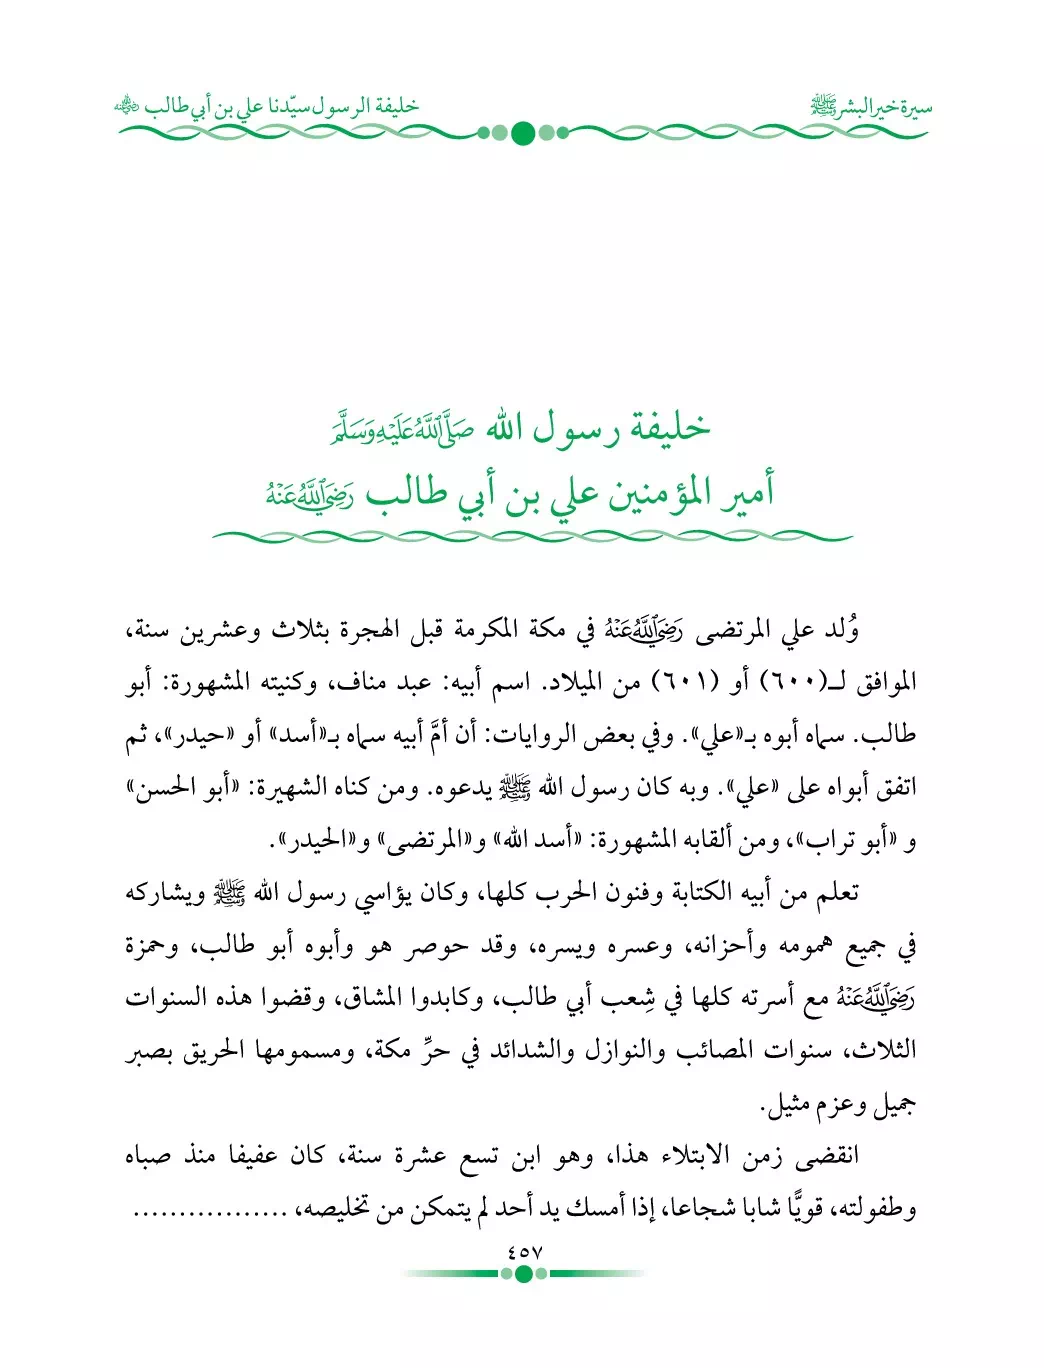 سيرة خير البشر ﷺ
خليفة الرسول سيّدنا علي بن أبي طالب رضي الله عنه
خليفة رسول الله صَلَّى اللَّهُ عَلَيْهِ وَسَلَّمَ
أمير المؤمنين علي بن أبي طالب رَضِيَ اللَّهُ عَنْهُ
وُلد علي المرتضى رَضِيَ اللَّهُ عَنْهُ في مكة المكرمة قبل الهجرة بثلاث وعشرين سنة،
الموافق لـ(٦٠٠) أو (٦٠١) من الميلاد. اسم أبيه: عبد مناف، وكنيته المشهورة: أبو
طالب. سماه أبوه بـ«علي». وفي بعض الروايات: أن أمَّ أبيه سماه بـ«أسد» أو «حيدر»، ثم
اتفق أبواه على «علي». وبه كان رسول الله ﷺ يدعوه. ومن كناه الشهيرة: «أبو الحسن»
و «أبو تراب»، ومن ألقابه المشهورة: «أسد الله» و«المرتضى» و«الحيدر».
تعلم من أبيه الكتابة وفنون الحرب كلها، وكان يؤاسي رسول الله ﷺ ويشاركه
في جميع همومه وأحزانه، وعسره ويسره، وقد حوصر هو وأبوه أبو طالب، وحمزة
رَضِيَ اللَّهُ عَنْهُ مع أسرته كلها في شِعب أبي طالب، وكابدوا المشاق، وقضوا هذه السنوات
الثلاث، سنوات المصائب والنوازل والشدائد في حرِّ مكة، ومسمومها الحريق بصبر
جميل وعزم مثيل.
انقضى زمن الابتلاء هذا، وهو ابن تسع عشرة سنة، كان عفيفا منذ صباه
وطفولته، قويًّا شابا شجاعا، إذا أمسك يد أحد لم يتمكن من تخليصه، .................
٤٥٧